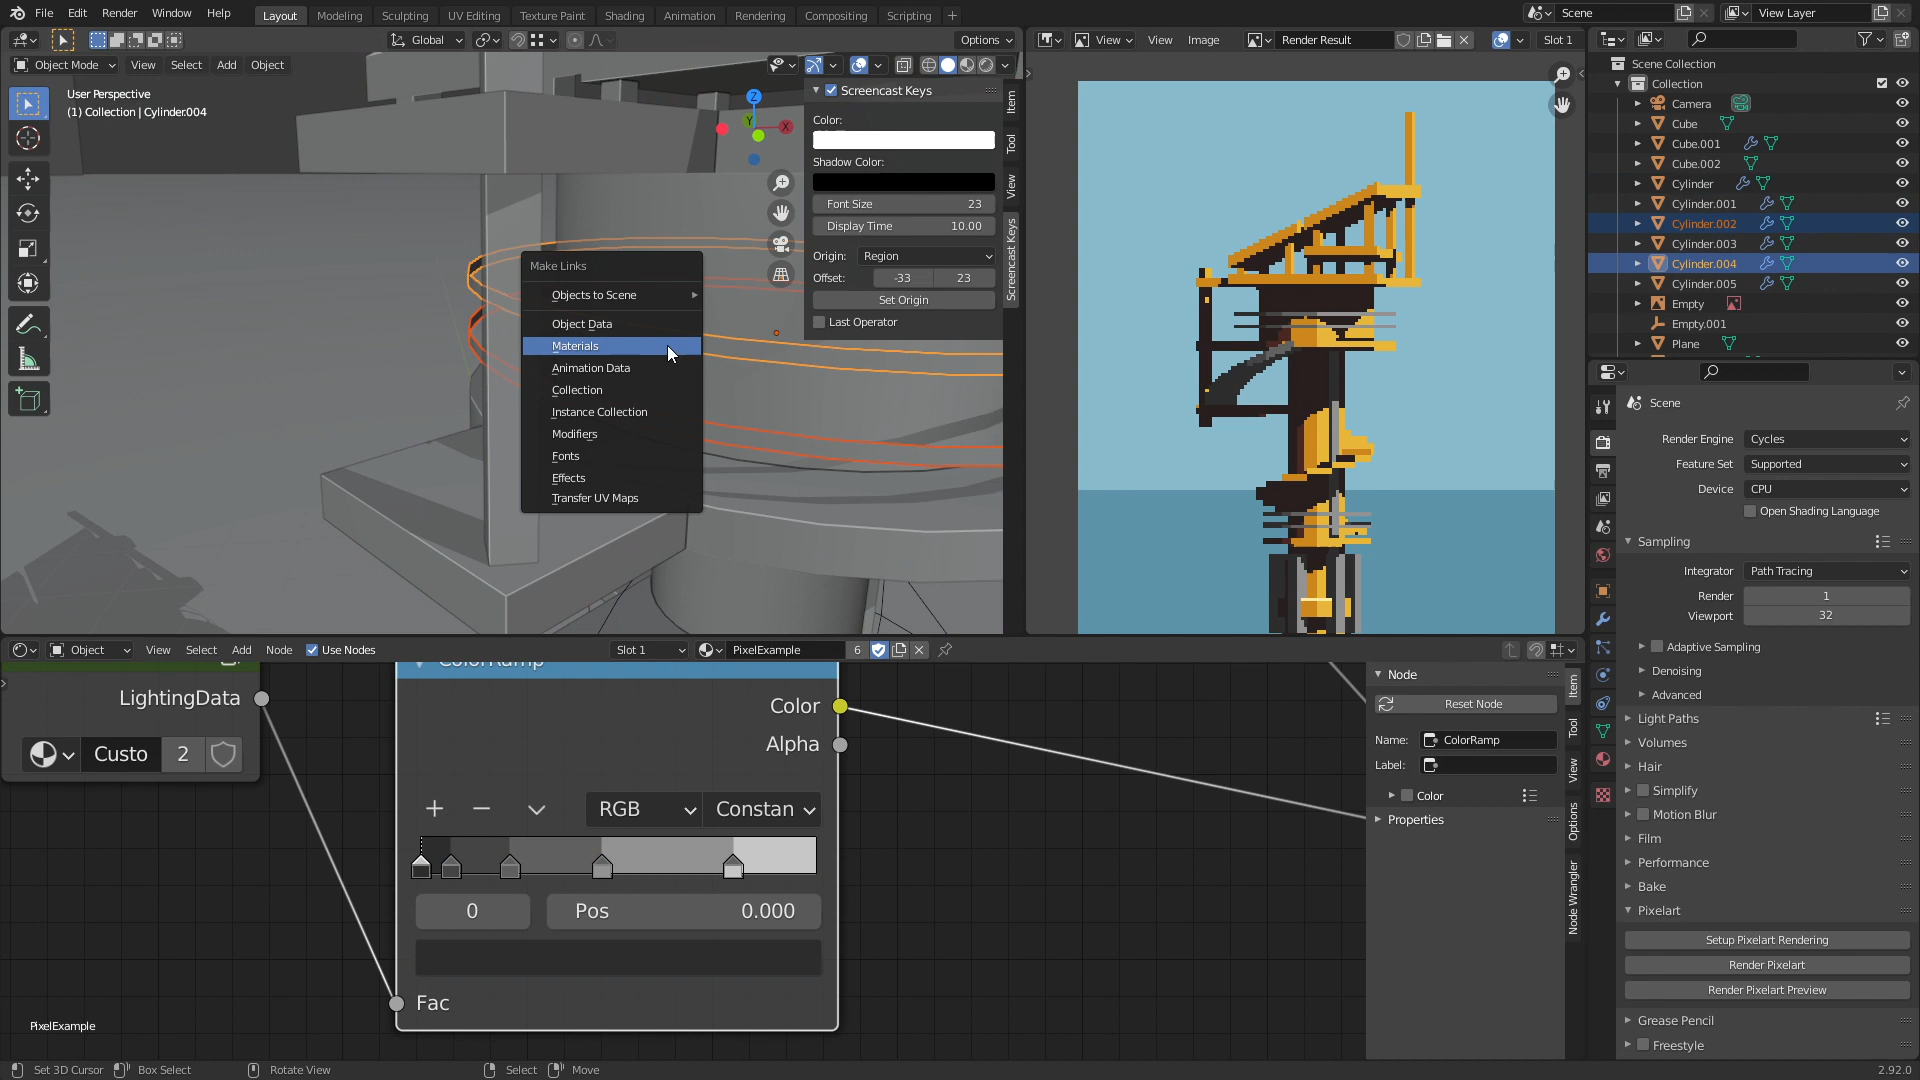 File Edit Render Window Help Layout Modeling Sculpting UV Editing Texture Paint Shading Animation Rendering Compositing Scripting + Scene View Layer
Global Options
Object Mode View Select Add Object
User Perspective
(1) Collection | Cylinder.004
Z
Y
X
Screencast Keys
Color:
Shadow Color:
Font Size 23
Display Time 10.00
Origin: Region
Offset: -33 23
Set Origin
Last Operator
Item
Tool
View
Screencast Keys
Make Links
Objects to Scene
Object Data
Materials
Animation Data
Collection
Instance Collection
Modifiers
Fonts
Effects
Transfer UV Maps
View View Image Render Result Slot 1
Scene Collection
Collection
Camera
Cube
Cube.001
Cube.002
Cylinder
Cylinder.001
Cylinder.002
Cylinder.003
Cylinder.004
Cylinder.005
Empty
Empty.001
Plane
Scene
Render Engine Cycles
Feature Set Supported
Device CPU
Open Shading Language
Sampling
Integrator Path Tracing
Render 1
Viewport 32
Adaptive Sampling
Denoising
Advanced
Light Paths
Volumes
Hair
Simplify
Motion Blur
Film
Performance
Bake
Pixelart
Setup Pixelart Rendering
Render Pixelart
Render Pixelart Preview
Grease Pencil
Freestyle
Object View Select Add Node Use Nodes Slot 1 PixelExample 6
LightingData
Custo 2
ColorRamp
Color
Alpha
RGB Constan
0 Pos 0.000
Fac
PixelExample
Node
Reset Node
Name: ColorRamp
Label:
Color
Properties
Item
Tool
View
Options
Node Wrangler
Set 3D Cursor Box Select Rotate View Select Move 2.92.0